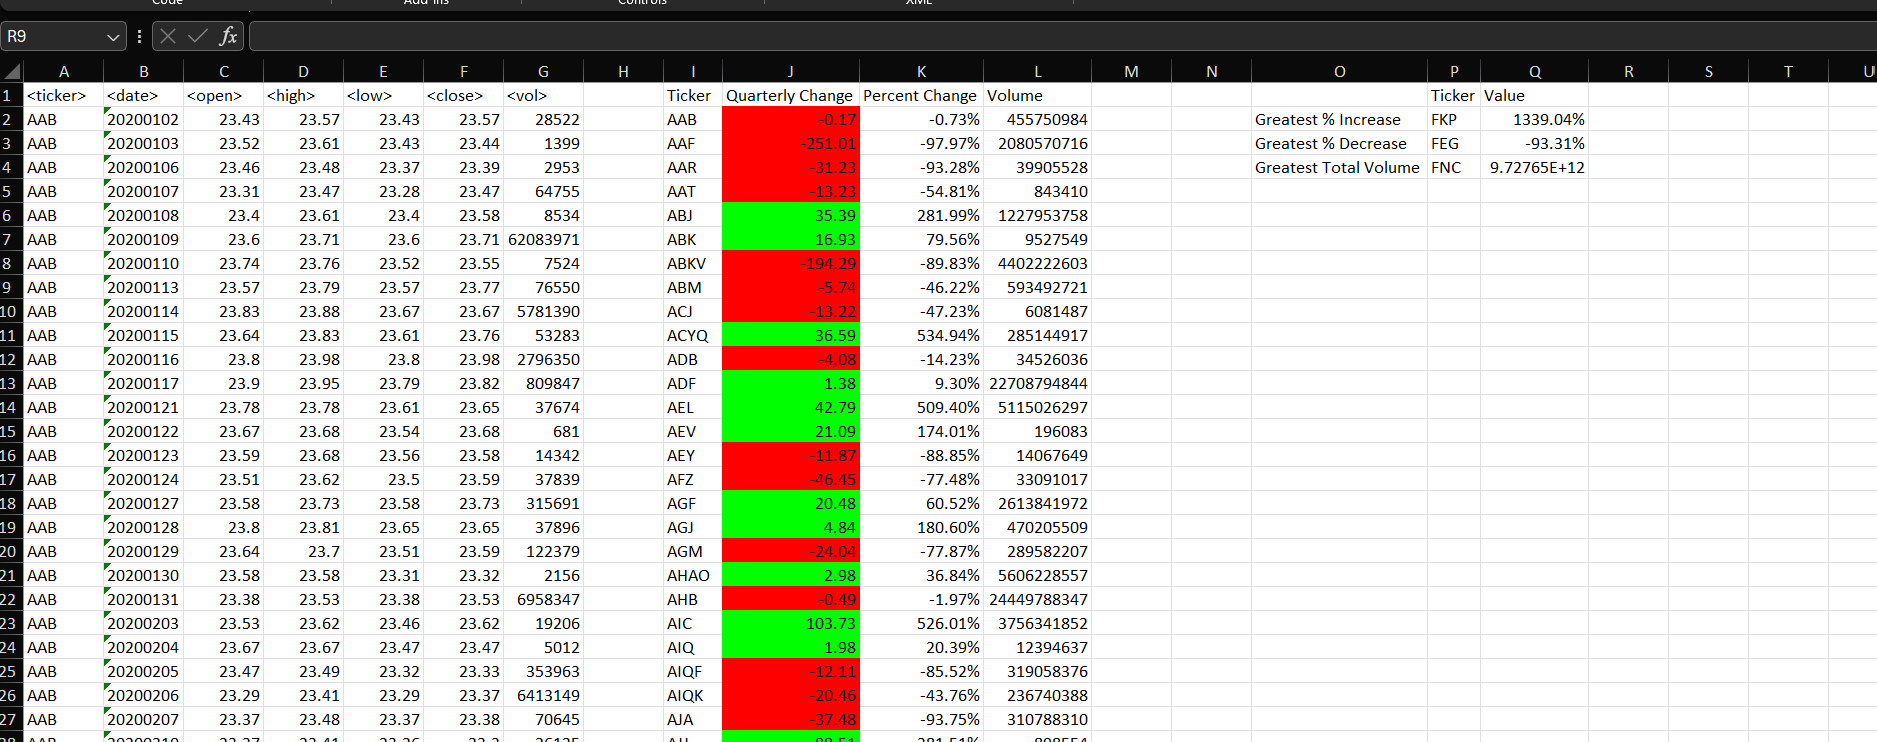 Code Add-ins Controls XML
R9 fx
A B C D E F G H I J K L M N O P Q R S T U
1 <ticker> <date> <open> <high> <low> <close> <vol> Ticker Quarterly Change Percent Change Volume Ticker Value
2 AAB 20200102 23.43 23.57 23.43 23.57 28522 AAB -0.17 -0.73% 455750984 Greatest % Increase FKP 1339.04%
3 AAB 20200103 23.52 23.61 23.43 23.44 1399 AAF -251.01 -97.97% 2080570716 Greatest % Decrease FEG -93.31%
4 AAB 20200106 23.46 23.48 23.37 23.39 2953 AAR -31.23 -93.28% 39905528 Greatest Total Volume FNC 9.72765E+12
5 AAB 20200107 23.31 23.47 23.28 23.47 64755 AAT -13.23 -54.81% 843410
6 AAB 20200108 23.4 23.61 23.4 23.58 8534 ABJ 35.39 281.99% 1227953758
7 AAB 20200109 23.6 23.71 23.6 23.71 62083971 ABK 16.93 79.56% 9527549
8 AAB 20200110 23.74 23.76 23.52 23.55 7524 ABKV -194.29 -89.83% 4402222603
9 AAB 20200113 23.57 23.79 23.57 23.77 76550 ABM -5.74 -46.22% 593492721
10 AAB 20200114 23.83 23.88 23.67 23.67 5781390 ACJ -13.22 -47.23% 6081487
11 AAB 20200115 23.64 23.83 23.61 23.76 53283 ACYQ 36.59 534.94% 285144917
12 AAB 20200116 23.8 23.98 23.8 23.98 2796350 ADB -4.08 -14.23% 34526036
13 AAB 20200117 23.9 23.95 23.79 23.82 809847 ADF 1.38 9.30% 22708794844
14 AAB 20200121 23.78 23.78 23.61 23.65 37674 AEL 42.79 509.40% 5115026297
15 AAB 20200122 23.67 23.68 23.54 23.68 681 AEV 21.09 174.01% 196083
16 AAB 20200123 23.59 23.68 23.56 23.58 14342 AEY -11.87 -88.85% 14067649
17 AAB 20200124 23.51 23.62 23.5 23.59 37839 AFZ -46.45 -77.48% 33091017
18 AAB 20200127 23.58 23.73 23.58 23.73 315691 AGF 20.48 60.52% 2613841972
19 AAB 20200128 23.8 23.81 23.65 23.65 37896 AGJ 4.84 180.60% 470205509
20 AAB 20200129 23.64 23.7 23.51 23.59 122379 AGM -24.04 -77.87% 289582207
21 AAB 20200130 23.58 23.58 23.31 23.32 2156 AHAO 2.98 36.84% 5606228557
22 AAB 20200131 23.38 23.53 23.38 23.53 6958347 AHB -0.49 -1.97% 24449788347
23 AAB 20200203 23.53 23.62 23.46 23.62 19206 AIC 103.73 526.01% 3756341852
24 AAB 20200204 23.67 23.67 23.47 23.47 5012 AIQ 1.98 20.39% 12394637
25 AAB 20200205 23.47 23.49 23.32 23.33 353963 AIQF -12.11 -85.52% 319058376
26 AAB 20200206 23.29 23.41 23.29 23.37 6413149 AIQK -20.46 -43.76% 236740388
27 AAB 20200207 23.37 23.48 23.37 23.38 70645 AJA -37.48 -93.75% 310788310